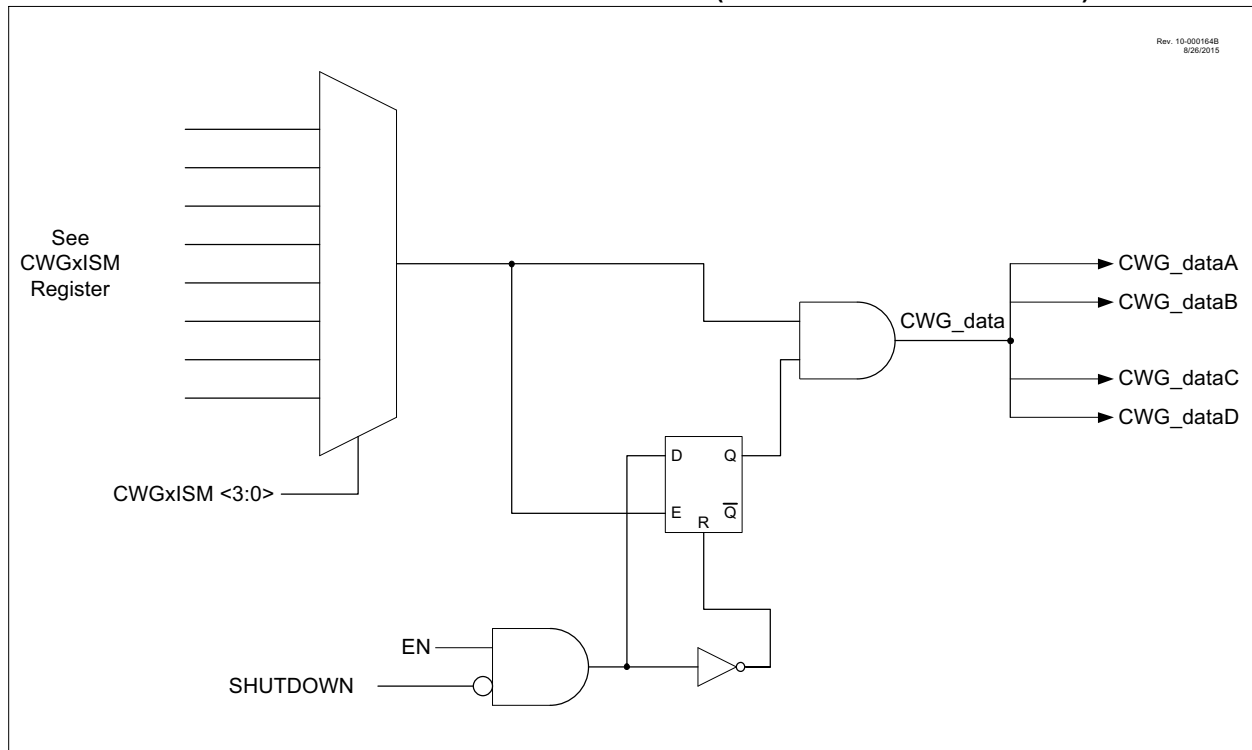 Rev. 10-000164B
8/26/2015
See
CWGxISM
Register
CWGxISM <3:0>
CWG_data
CWG_dataA
CWG_dataB
CWG_dataC
CWG_dataD
D
Q
E
R
Q
EN
SHUTDOWN